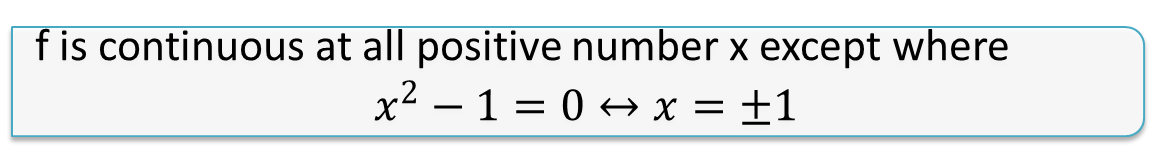 f is continuous at all positive number x except where
x² − 1 = 0 ↔ x = ±1